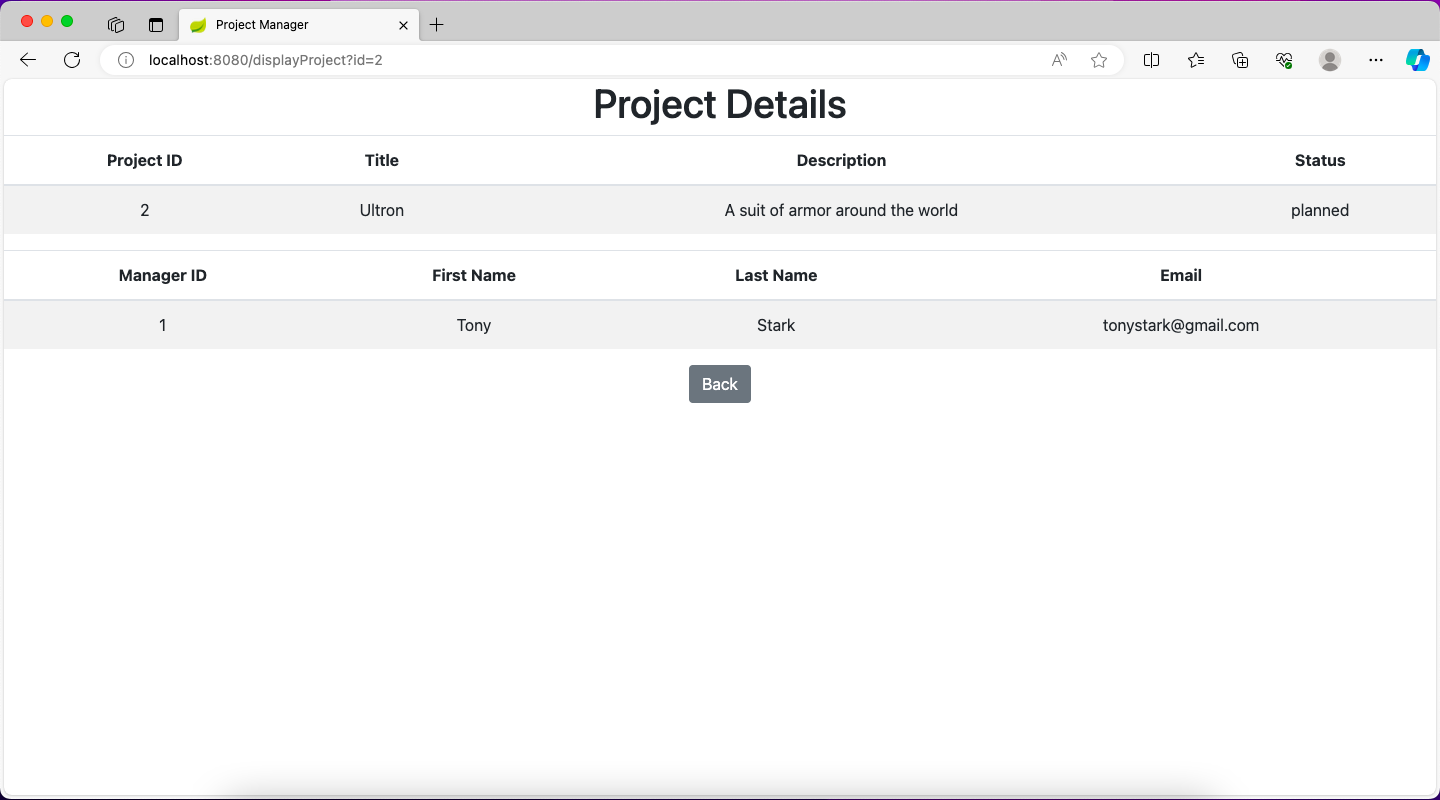 Project Manager
localhost:8080/displayProject?id=2
Project Details
Project ID Title Description Status
2 Ultron A suit of armor around the world planned
Manager ID First Name Last Name Email
1 Tony Stark tonystark@gmail.com
Back